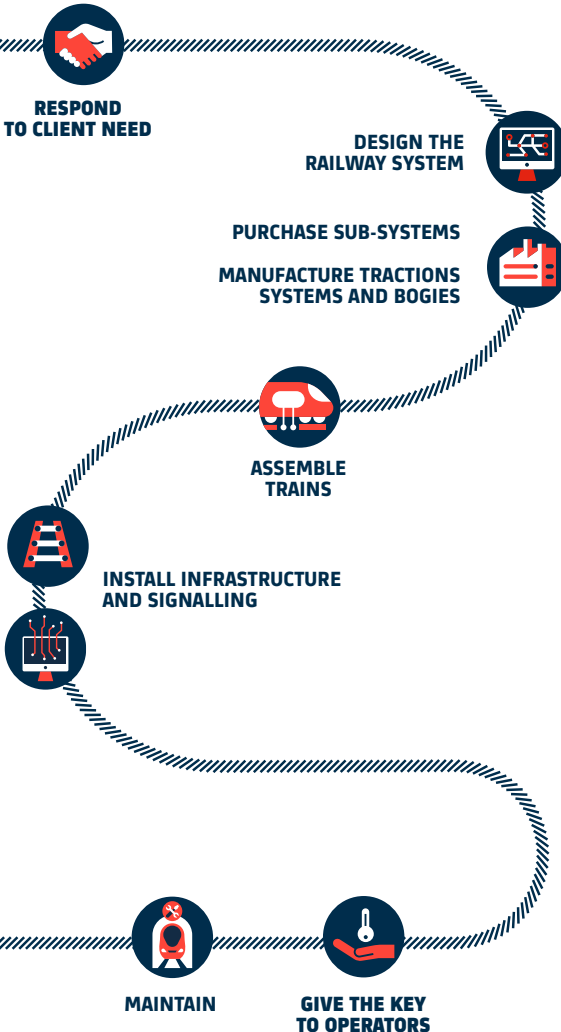 RESPOND
TO CLIENT NEED
DESIGN THE
RAILWAY SYSTEM
PURCHASE SUB-SYSTEMS
MANUFACTURE TRACTIONS
SYSTEMS AND BOGIES
ASSEMBLE
TRAINS
INSTALL INFRASTRUCTURE
AND SIGNALLING
MAINTAIN
GIVE THE KEY
TO OPERATORS